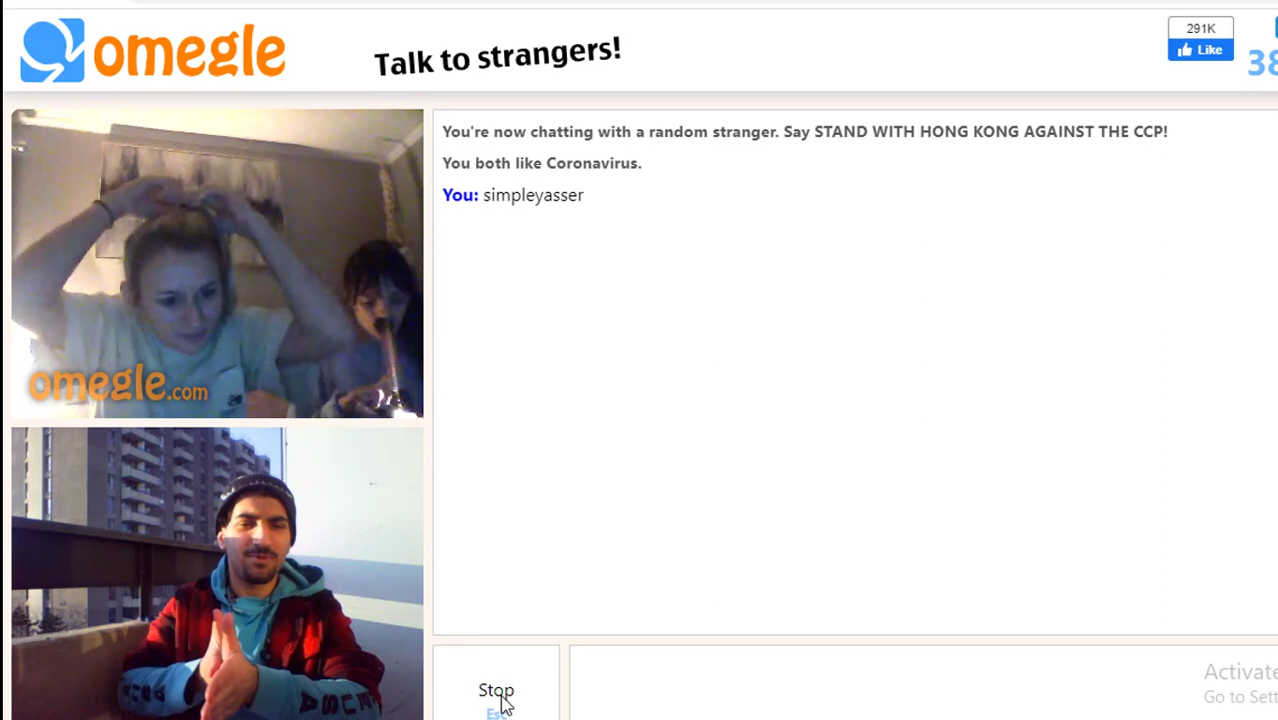 omegle
Talk to strangers!
291K
Like
38
You're now chatting with a random stranger. Say STAND WITH HONG KONG AGAINST THE CCP!
You both like Coronavirus.
You: simpleyasser
omegle.com
Stop
Esc
Activate
Go to Sett